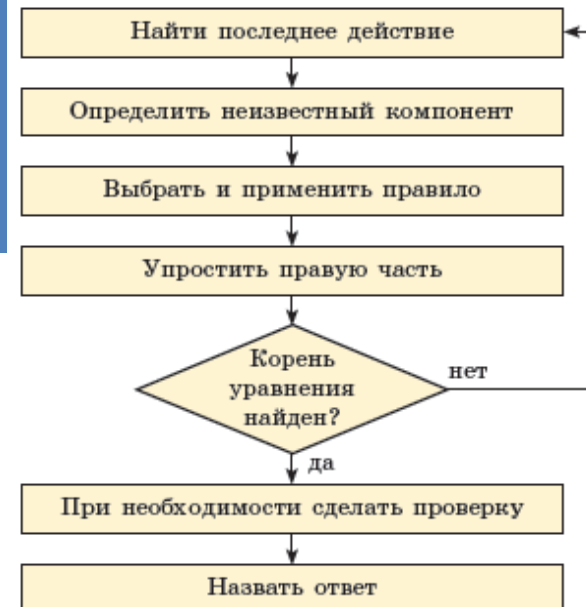 Найти последнее действие
Определить неизвестный компонент
Выбрать и применить правило
Упростить правую часть
Корень
уравнения
найден?
нет
да
При необходимости сделать проверку
Назвать ответ